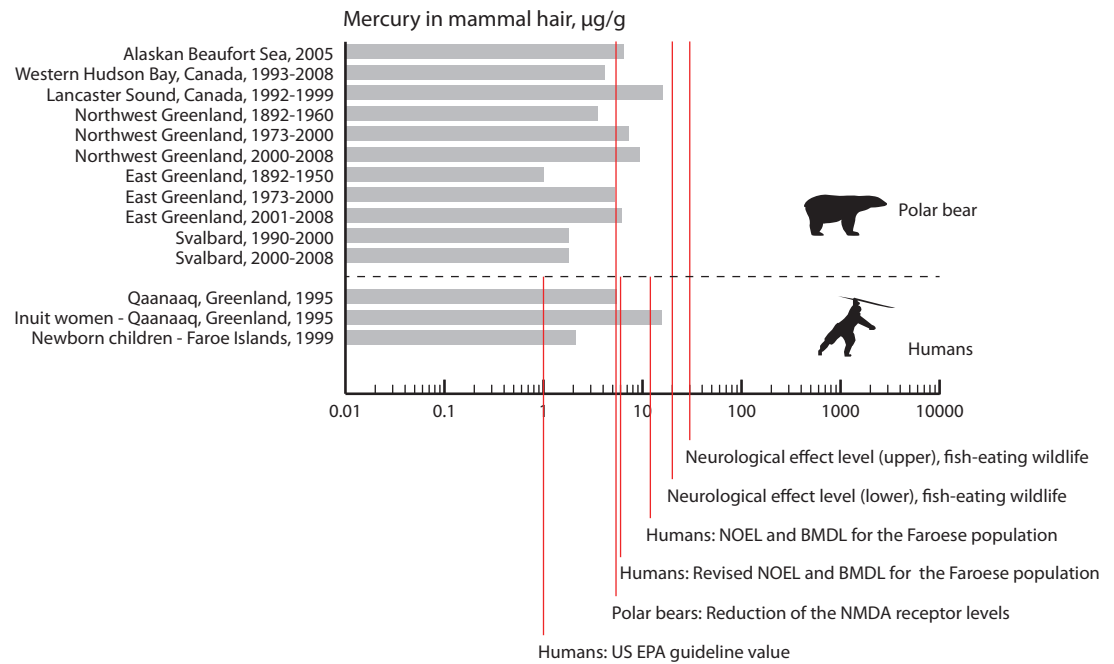 Mercury in mammal hair, µg/g
Alaskan Beaufort Sea, 2005
Western Hudson Bay, Canada, 1993-2008
Lancaster Sound, Canada, 1992-1999
Northwest Greenland, 1892-1960
Northwest Greenland, 1973-2000
Northwest Greenland, 2000-2008
East Greenland, 1892-1950
East Greenland, 1973-2000
East Greenland, 2001-2008
Svalbard, 1990-2000
Svalbard, 2000-2008
Polar bear
Qaanaaq, Greenland, 1995
Inuit women - Qaanaaq, Greenland, 1995
Newborn children - Faroe Islands, 1999
Humans
0.01 0.1 1 10 100 1000 10000
Neurological effect level (upper), fish-eating wildlife
Neurological effect level (lower), fish-eating wildlife
Humans: NOEL and BMDL for the Faroese population
Humans: Revised NOEL and BMDL for the Faroese population
Polar bears: Reduction of the NMDA receptor levels
Humans: US EPA guideline value